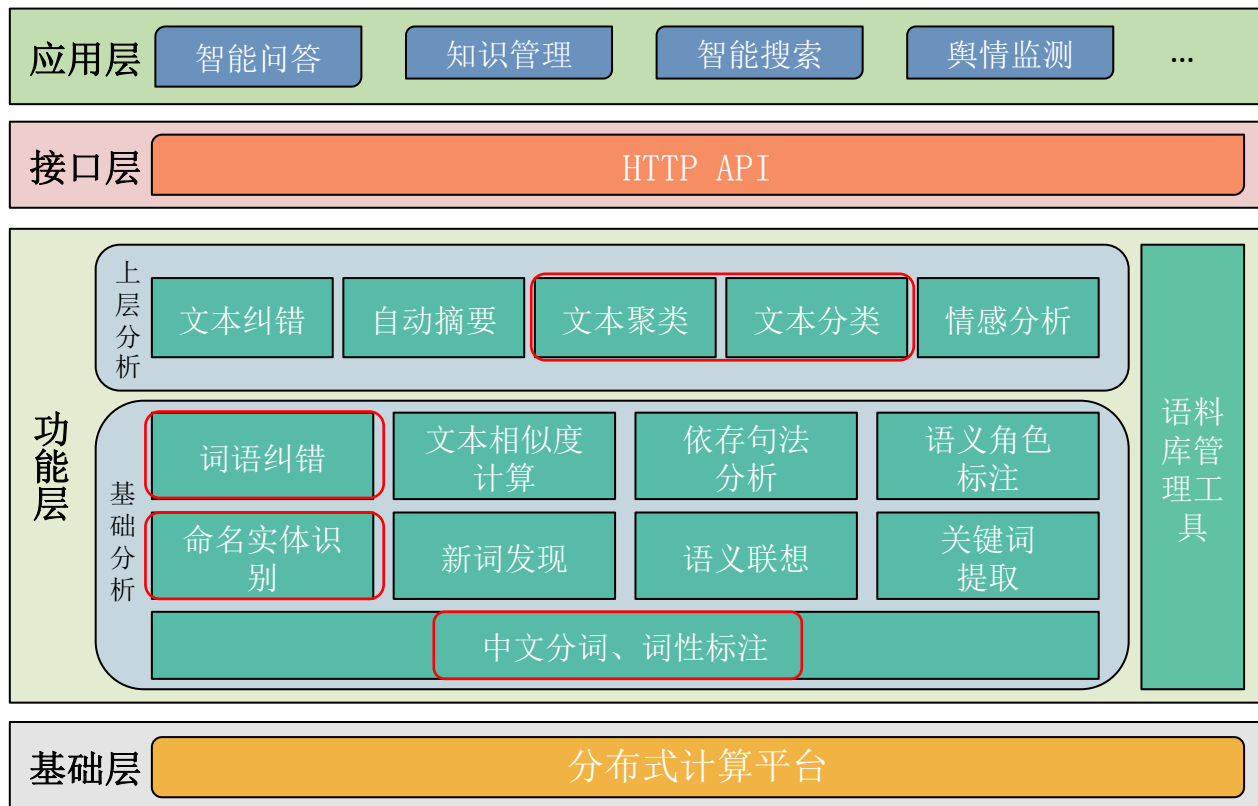 应用层
智能问答
知识管理
智能搜索
舆情监测
...
接口层
HTTP API
功能层
上层分析
文本纠错
自动摘要
文本聚类
文本分类
情感分析
基础分析
词语纠错
文本相似度
计算
依存句法
分析
语义角色
标注
命名实体识
别
新词发现
语义联想
关键词
提取
中文分词、词性标注
语料
库管
理工
具
基础层
分布式计算平台